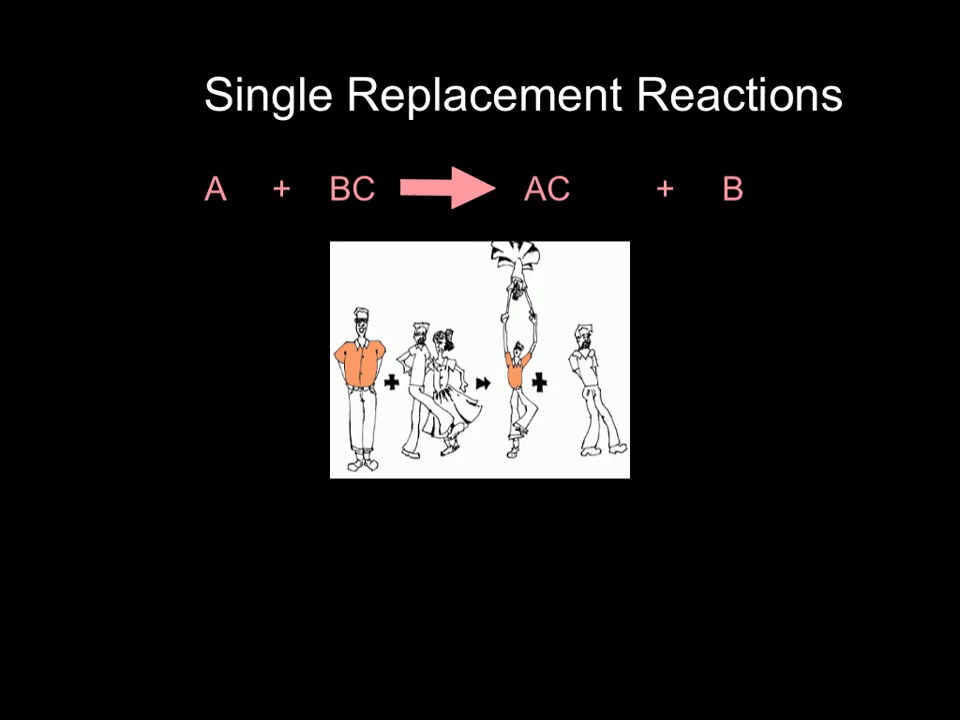 Single Replacement Reactions
A + BC AC + B